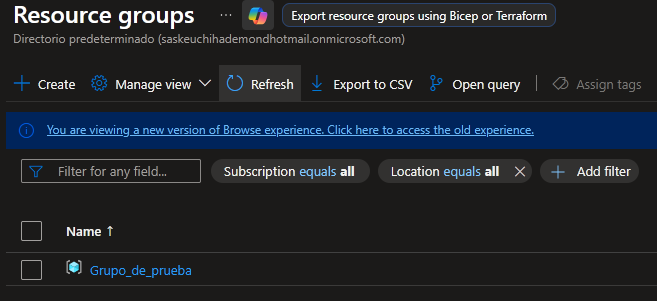 Resource groups ... Export resource groups using Bicep or Terraform
Directorio predeterminado (saskeuchihademondhotmail.onmicrosoft.com)
+ Create Manage view Refresh Export to CSV Open query Assign tags
You are viewing a new version of Browse experience. Click here to access the old experience.
Filter for any field... Subscription equals all Location equals all × + Add filter
Name ↑
Grupo_de_prueba